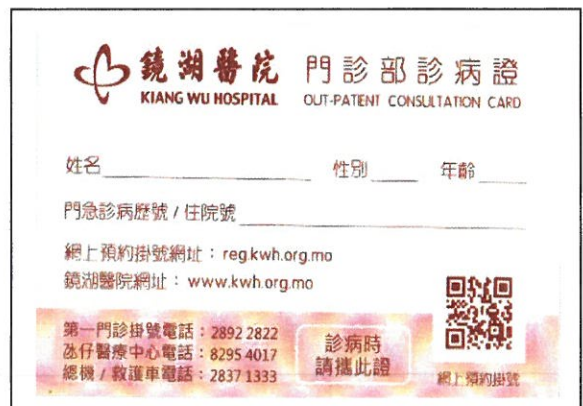 鏡湖醫院 門診部診病證
KIANG WU HOSPITAL OUT-PATIENT CONSULTATION CARD
姓名 性別 年齡
門急診病歷號 / 住院號
網上預約掛號網址：reg.kwh.org.mo
鏡湖醫院網址：www.kwh.org.mo
第一門診掛號電話：2892 2822
氹仔醫療中心電話：8295 4017
總機 / 救護車電話：2837 1333
診病時
請攜此證
網上預約掛號